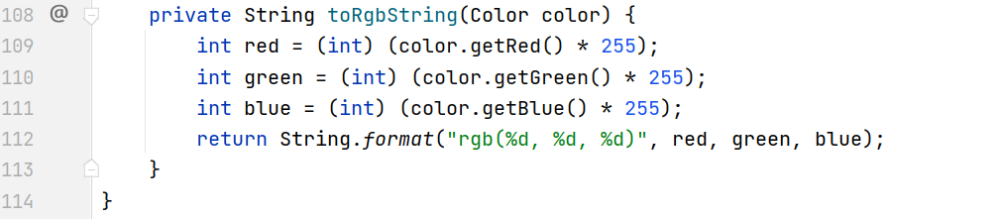 108 @ private String toRgbString(Color color) {
109 int red = (int) (color.getRed() * 255);
110 int green = (int) (color.getGreen() * 255);
111 int blue = (int) (color.getBlue() * 255);
112 return String.format("rgb(%d, %d, %d)", red, green, blue);
113 }
114 }